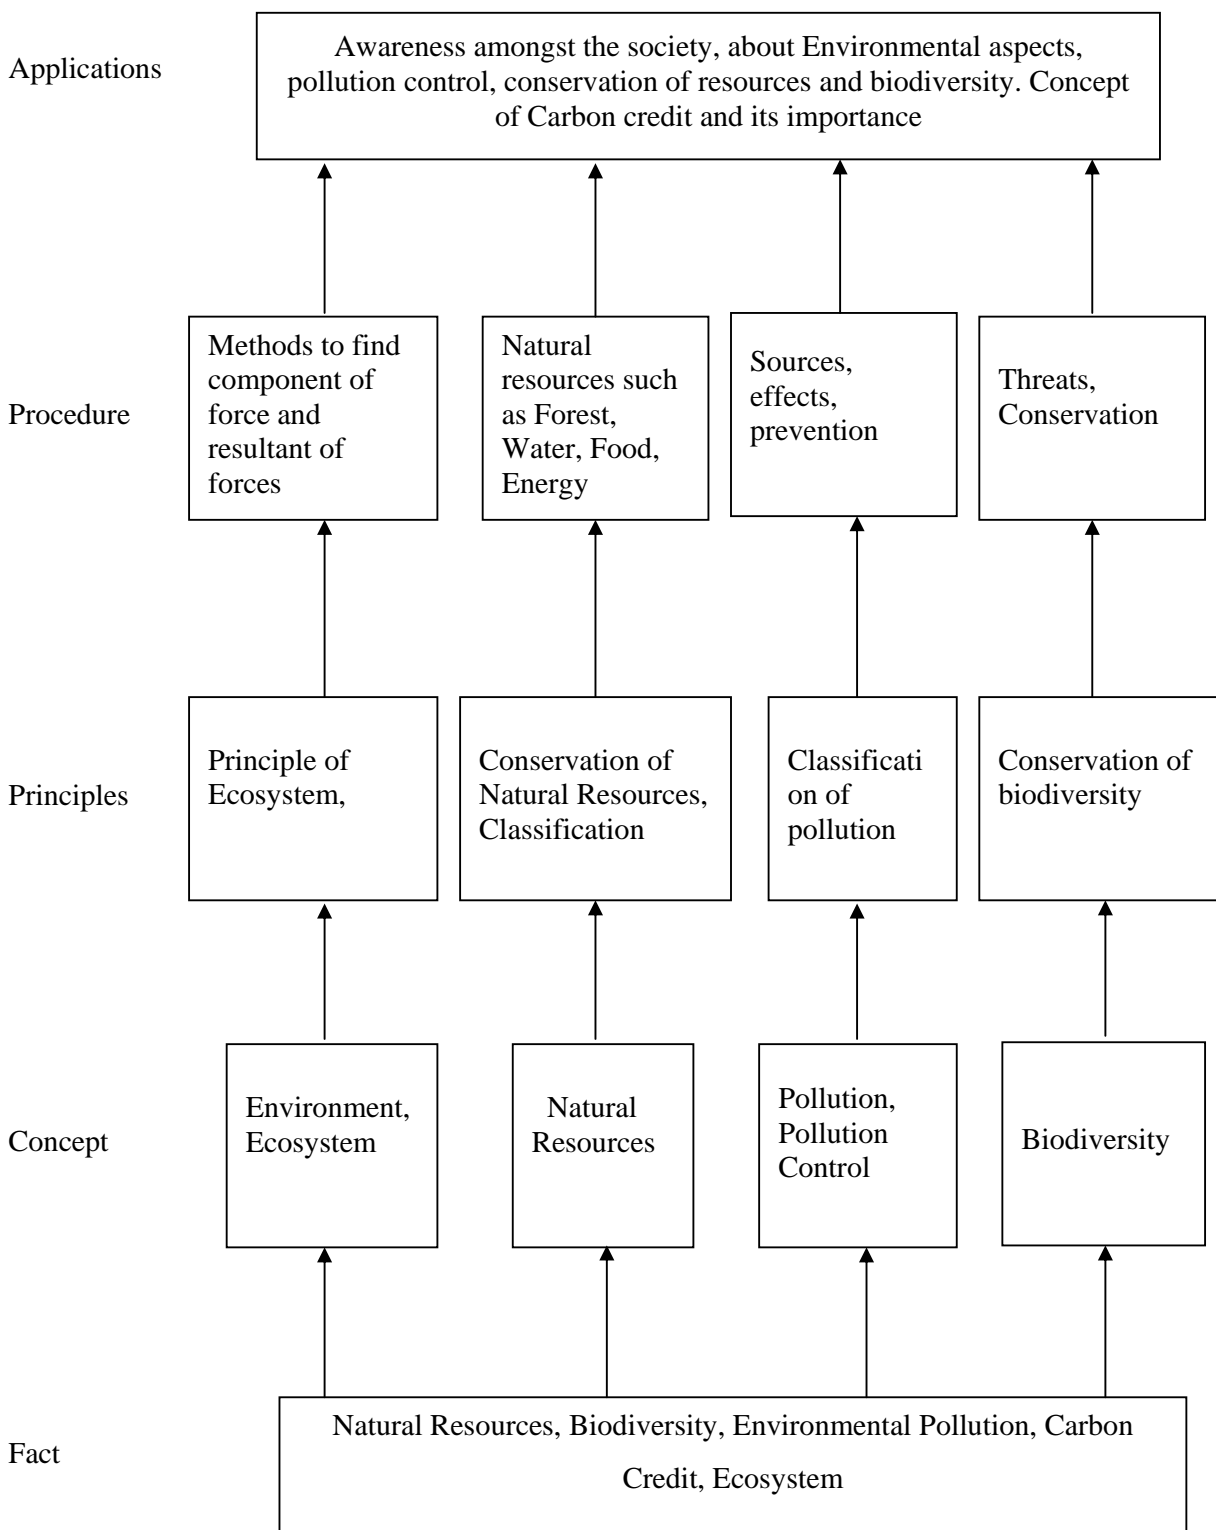 Applications
Awareness amongst the society, about Environmental aspects,
pollution control, conservation of resources and biodiversity. Concept
of Carbon credit and its importance
Procedure
Methods to find
component of
force and
resultant of
forces
Natural
resources such
as Forest,
Water, Food,
Energy
Sources,
effects,
prevention
Threats,
Conservation
Principles
Principle of
Ecosystem,
Conservation of
Natural Resources,
Classification
Classificati
on of
pollution
Conservation of
biodiversity
Concept
Environment,
Ecosystem
Natural
Resources
Pollution,
Pollution
Control
Biodiversity
Fact
Natural Resources, Biodiversity, Environmental Pollution, Carbon
Credit, Ecosystem